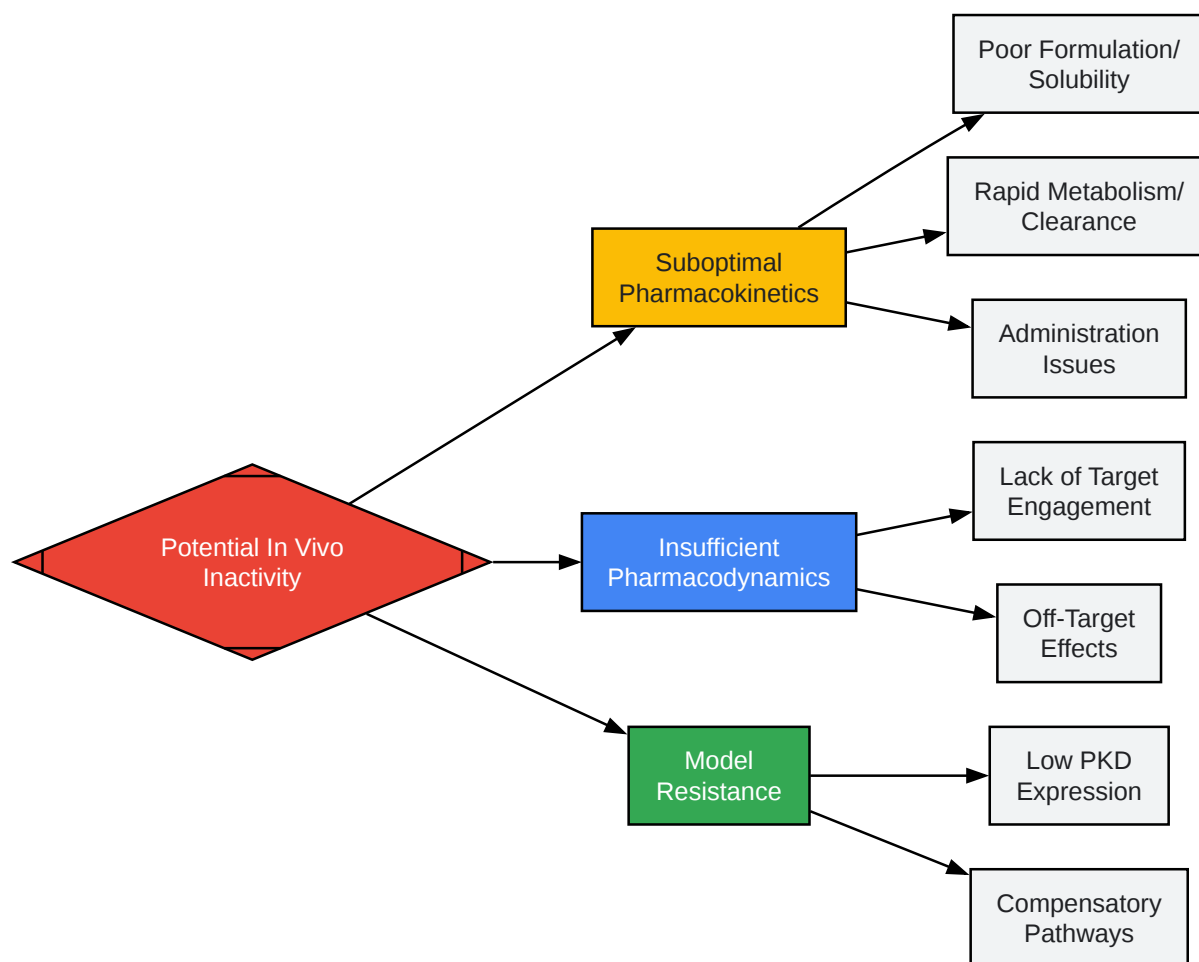 Poor Formulation/
Solubility
Rapid Metabolism/
Clearance
Suboptimal
Pharmacokinetics
Administration
Issues
Lack of Target
Engagement
Potential In Vivo
Inactivity
Insufficient
Pharmacodynamics
Off-Target
Effects
Model
Resistance
Low PKD
Expression
Compensatory
Pathways